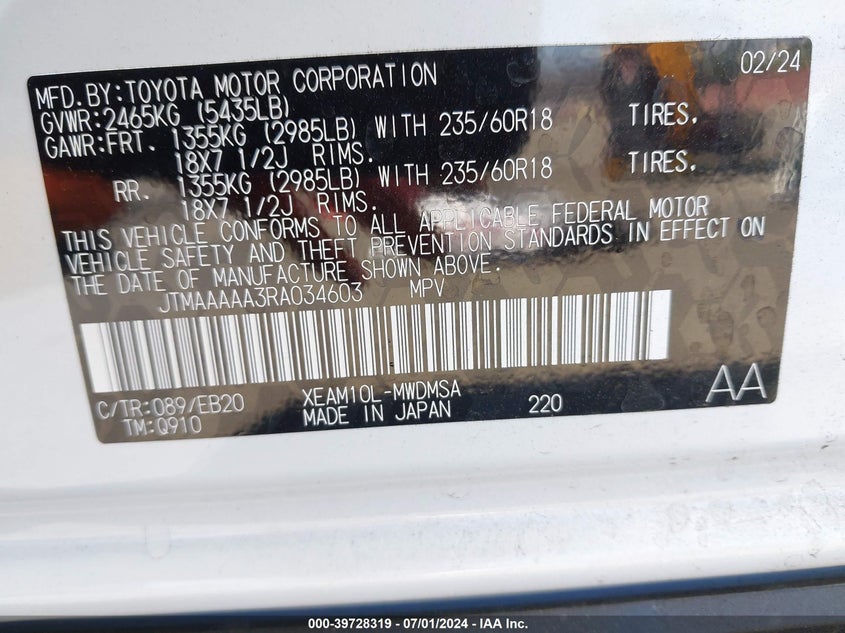 MFD.BY:TOYOTA MOTOR CORPORATION 02/24
GVWR:2465KG (5435LB)
GAWR:FRT. 1355KG (2985LB) WITH 235/60R18 TIRES.
18X7 1/2J RIMS.
RR. 1355KG (2985LB) WITH 235/60R18 TIRES.
18X7 1/2J RIMS.
THIS VEHICLE CONFORMS TO ALL APPLICABLE FEDERAL MOTOR
VEHICLE SAFETY AND THEFT PREVENTION STANDARDS IN EFFECT ON
THE DATE OF MANUFACTURE SHOWN ABOVE.
JTMAAAAA3RA034603 MPV
C/TR:089/EB20 XEAM10L-MWDMSA AA
TM:Q910 MADE IN JAPAN 220
000-39728319 - 07/01/2024 - © IAA Inc.